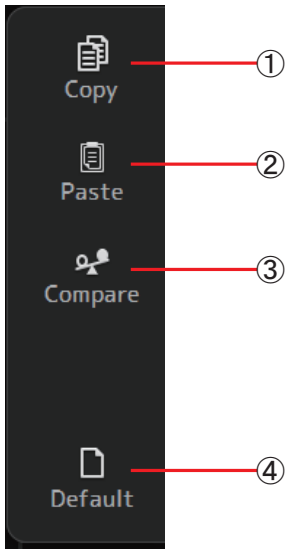 Copy ①
Paste ②
Compare ③
Default ④